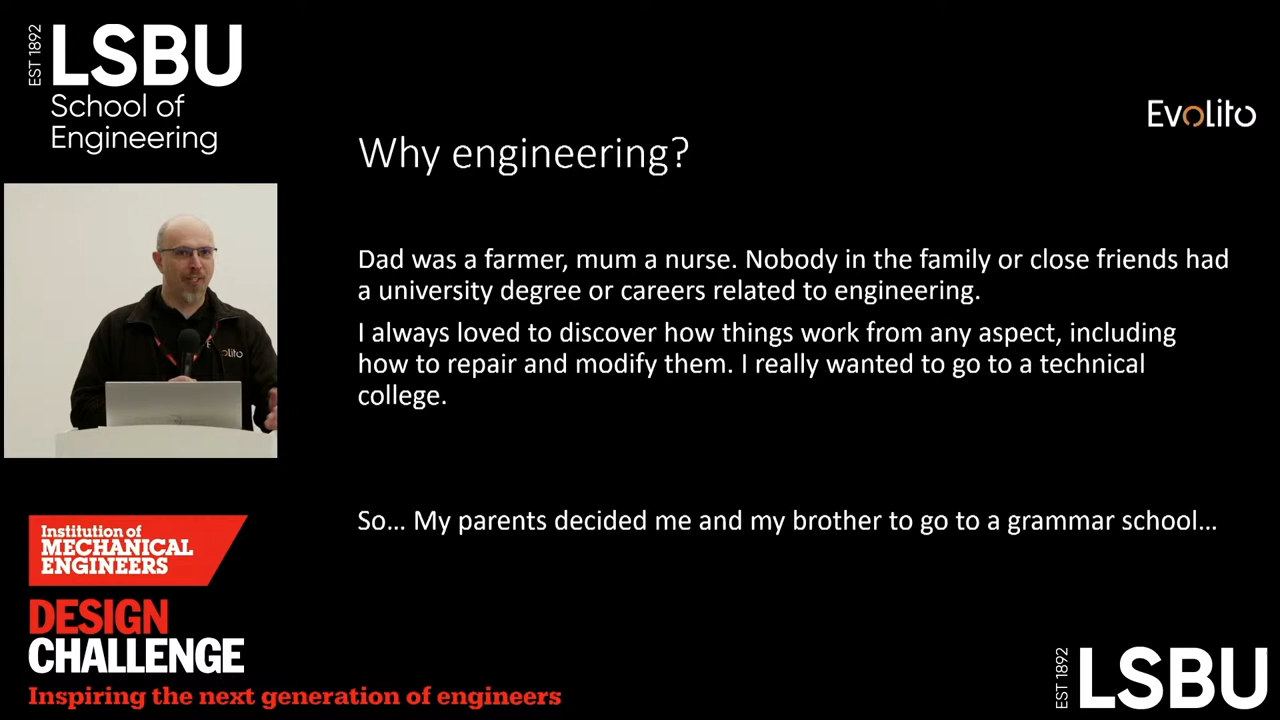 EST 1892
LSBU
School of
Engineering
Evolito
Why engineering?
Dad was a farmer, mum a nurse. Nobody in the family or close friends had
a university degree or careers related to engineering.
I always loved to discover how things work from any aspect, including
how to repair and modify them. I really wanted to go to a technical
college.
So… My parents decided me and my brother to go to a grammar school…
Institution of
MECHANICAL
ENGINEERS
DESIGN
CHALLENGE
Inspiring the next generation of engineers
EST 1892
LSBU